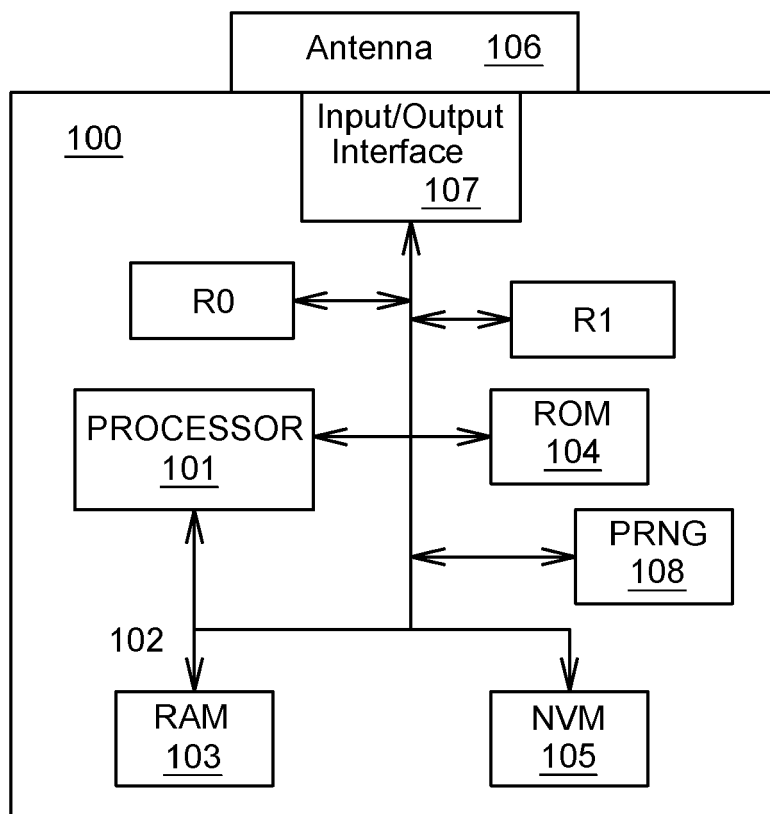 Antenna 106
100
Input/Output
Interface
107
R0
R1
PROCESSOR
101
ROM
104
PRNG
108
102
RAM
103
NVM
105